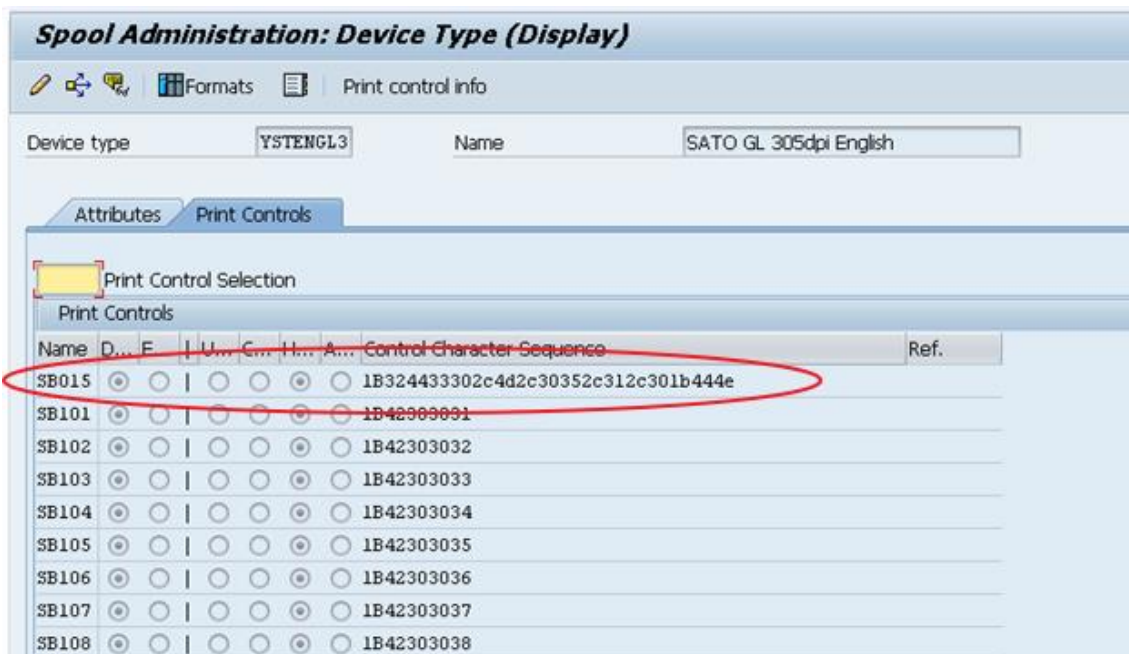 Spool Administration: Device Type (Display)
Formats Print control info
Device type YSTENGL3 Name SATO GL 305dpi English
Attributes Print Controls
Print Control Selection
Print Controls
Name D... F... | U... C... H... A... Control Character Sequence Ref.
SB015 | 1B324433302c4d2c30352c312c301b444e
SB101 | 1B42303031
SB102 | 1B42303032
SB103 | 1B42303033
SB104 | 1B42303034
SB105 | 1B42303035
SB106 | 1B42303036
SB107 | 1B42303037
SB108 | 1B42303038